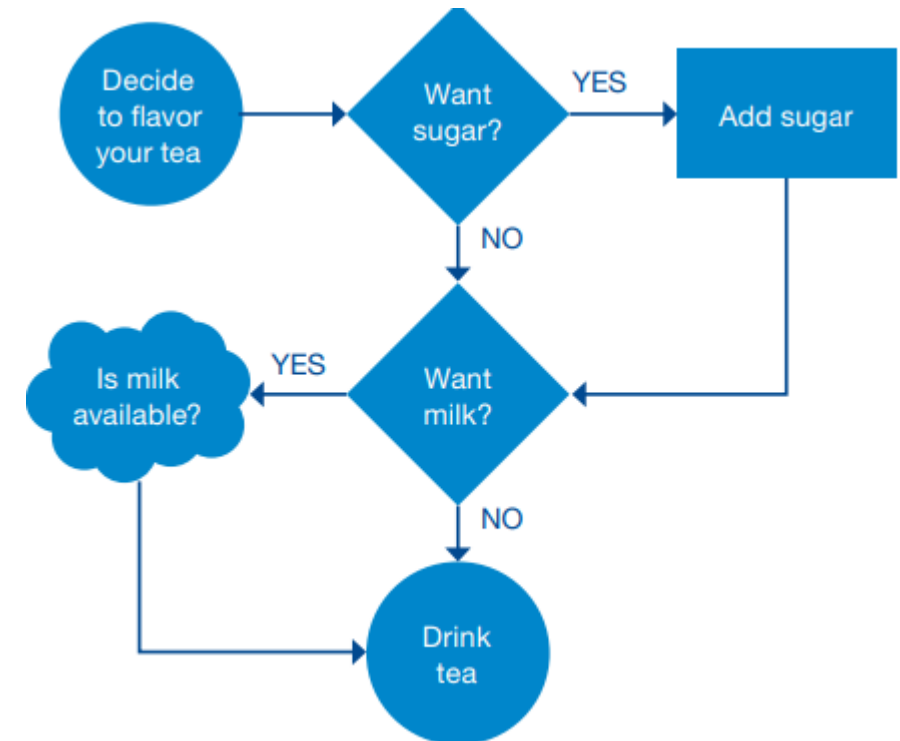 Decide
to flavor
your tea
Want
sugar?
YES
Add sugar
NO
Is milk
available?
YES
Want
milk?
NO
Drink
tea